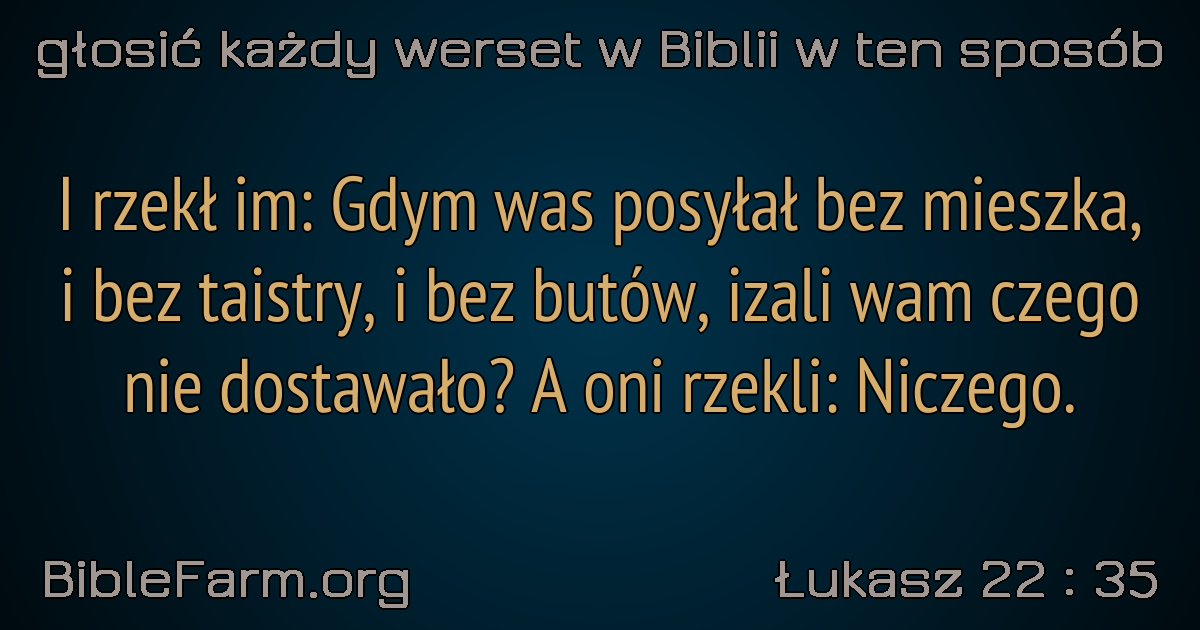 głosić każdy werset w Biblii w ten sposób
I rzekł im: Gdym was posyłał bez mieszka,
i bez taistry, i bez butów, izali wam czego
nie dostawało? A oni rzekli: Niczego.
BibleFarm.org
Łukasz 22 : 35